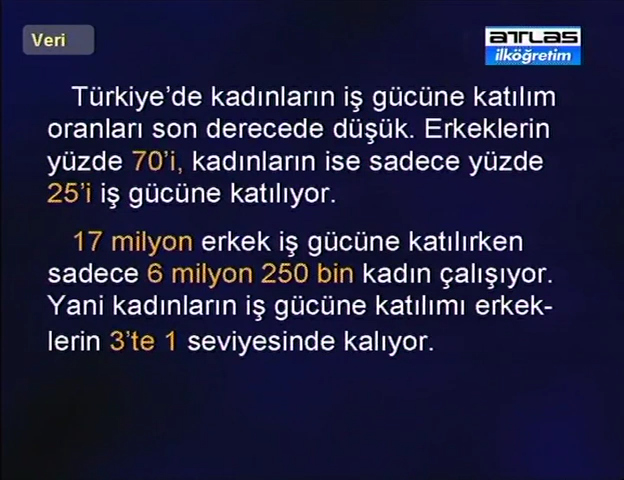 Veri
ATLAS
ilköğretim
Türkiye'de kadınların iş gücüne katılım
oranları son derecede düşük. Erkeklerin
yüzde 70'i, kadınların ise sadece yüzde
25'i iş gücüne katılıyor.
17 milyon erkek iş gücüne katılırken
sadece 6 milyon 250 bin kadın çalışıyor.
Yani kadınların iş gücüne katılımı erkek-
lerin 3'te 1 seviyesinde kalıyor.